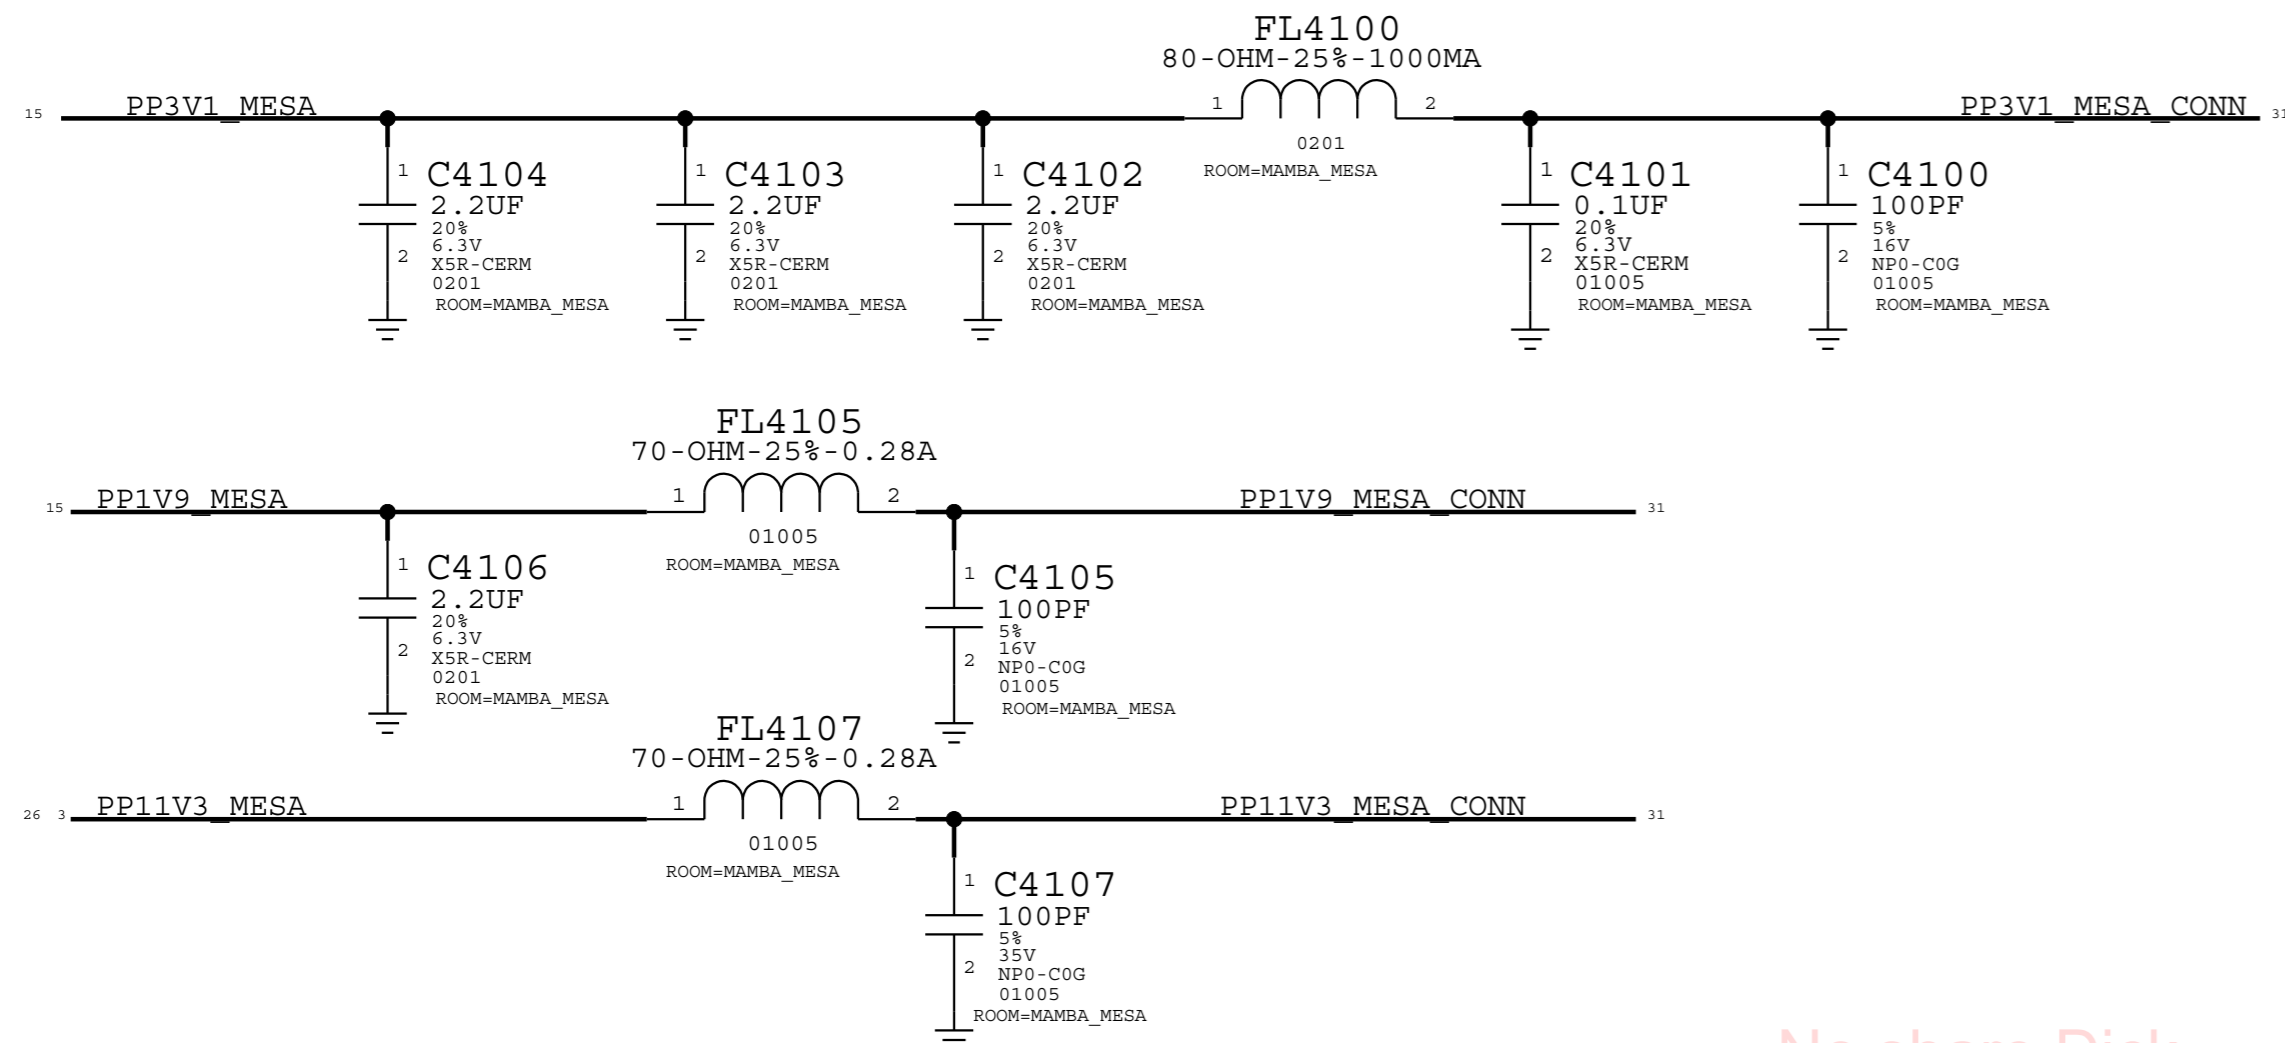 FL4100
80-OHM-25%-1000MA
15 PP3V1_MESA 1 2 PP3V1_MESA_CONN 31
0201
ROOM=MAMBA_MESA
1 C4104
2.2UF
20%
6.3V
2 X5R-CERM
0201
ROOM=MAMBA_MESA
1 C4103
2.2UF
20%
6.3V
2 X5R-CERM
0201
ROOM=MAMBA_MESA
1 C4102
2.2UF
20%
6.3V
2 X5R-CERM
0201
ROOM=MAMBA_MESA
1 C4101
0.1UF
20%
6.3V
2 X5R-CERM
01005
ROOM=MAMBA_MESA
1 C4100
100PF
5%
16V
2 NP0-C0G
01005
ROOM=MAMBA_MESA
FL4105
70-OHM-25%-0.28A
15 PP1V9_MESA 1 2 PP1V9_MESA_CONN 31
01005
ROOM=MAMBA_MESA
1 C4106
2.2UF
20%
6.3V
2 X5R-CERM
0201
ROOM=MAMBA_MESA
1 C4105
100PF
5%
16V
2 NP0-C0G
01005
ROOM=MAMBA_MESA
FL4107
70-OHM-25%-0.28A
26 3 PP11V3_MESA 1 2 PP11V3_MESA_CONN 31
01005
ROOM=MAMBA_MESA
1 C4107
100PF
5%
35V
2 NP0-C0G
01005
ROOM=MAMBA_MESA